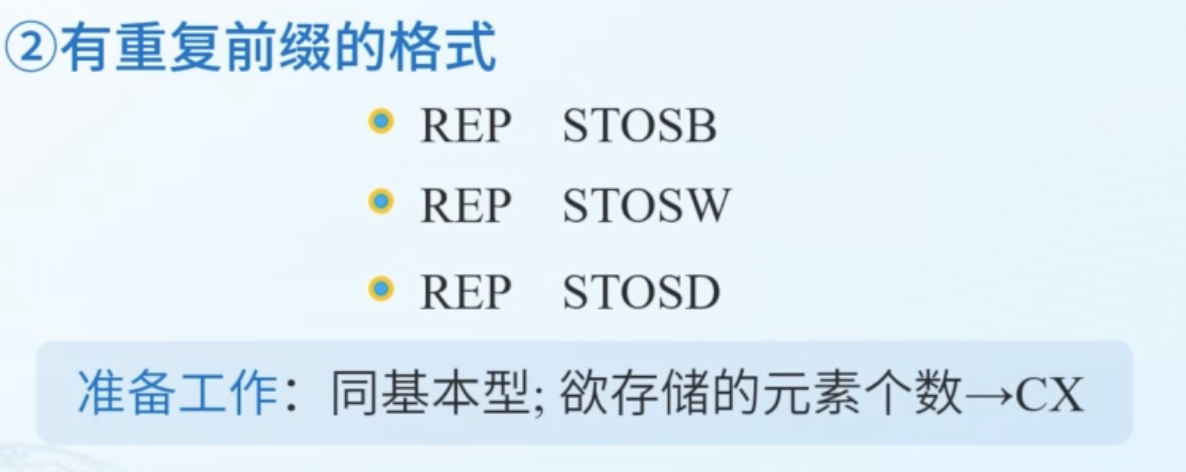 ②有重复前缀的格式
REP STOSB
REP STOSW
REP STOSD
准备工作：同基本型; 欲存储的元素个数→CX